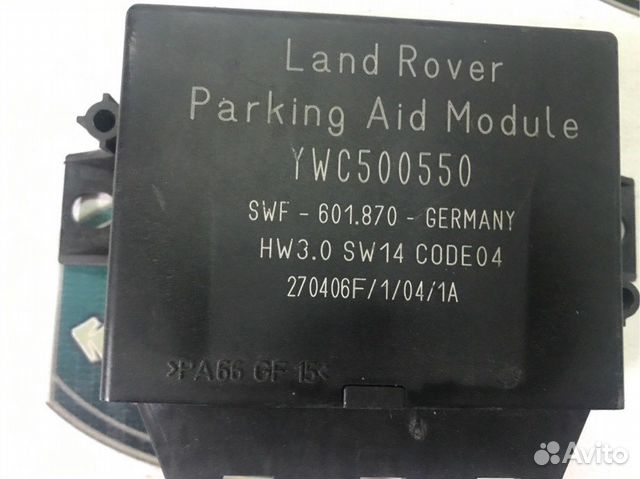 Land Rover
Parking Aid Module
YWC500550
SWF - 601.870 - GERMANY
HW3.0 SW14 CODE04
270406F/1/04/1A
>PA66 GF 15<
Avito